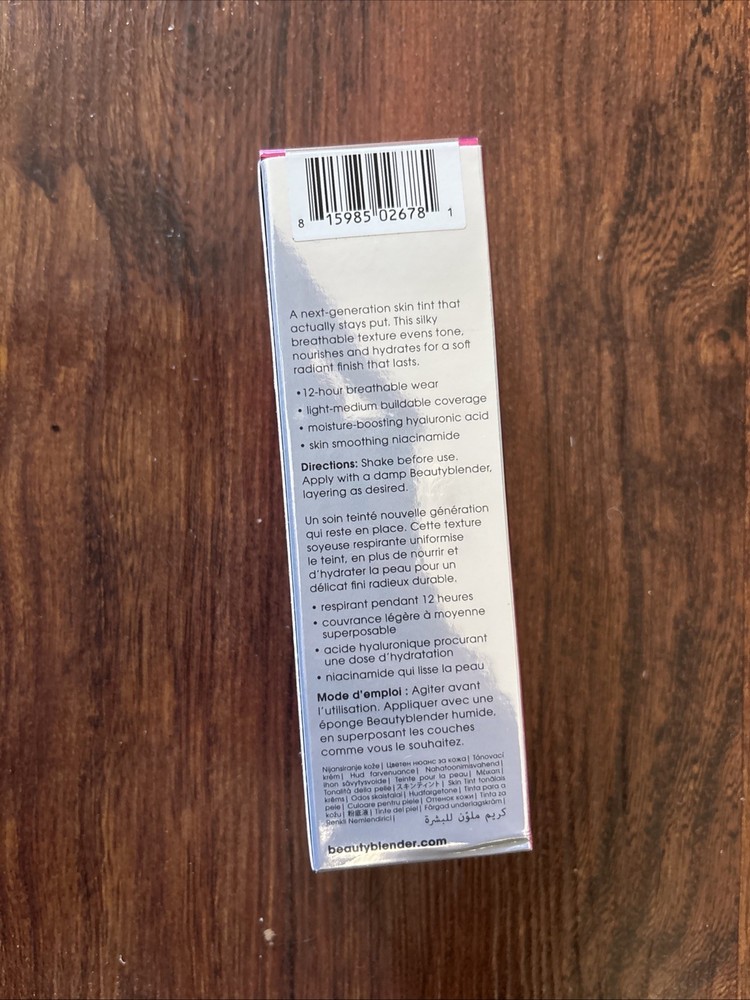 8 15985 02678 1
A next-generation skin tint that
actually stays put. This silky
breathable texture evens tone,
nourishes and hydrates for a soft
radiant finish that lasts.
•12-hour breathable wear
• light-medium buildable coverage
• moisture-boosting hyaluronic acid
• skin smoothing niacinamide
Directions: Shake before use.
Apply with a damp Beautyblender,
layering as desired.
Un soin teinté nouvelle génération
qui reste en place. Cette texture
soyeuse respirante uniformise
le teint, en plus de nourrir et
d'hydrater la peau pour un
délicat fini radieux durable.
• respirant pendant 12 heures
• couvrance légère à moyenne
superposable
• acide hyaluronique procurant
une dose d'hydratation
• niacinamide qui lisse la peau
Mode d'emploi : Agiter avant
l'utilisation. Appliquer avec une
éponge Beautyblender humide,
en superposant les couches
comme vous le souhaitez.
Nijansiranje kože| Цветен нюанс за кожа| Tónovací
krém| Hud farvenuance| Nahatoonimisvahend|
Ihon sävytysvoide| Teinte pour la peau|
Tonalità della pelle|スキンティント| Skin Tint tonālais
krēms| Odos skaistalai| Hudfargetone| Tinta para a
pele| Culoare pentru piele| Оттенок кожи| Tinta za
kožu| 粉底液| Tinte del piel| Färgad underlagskräm|
Renkli Nemlendirici| كريم ملوّن للبشرة
beautyblender.com